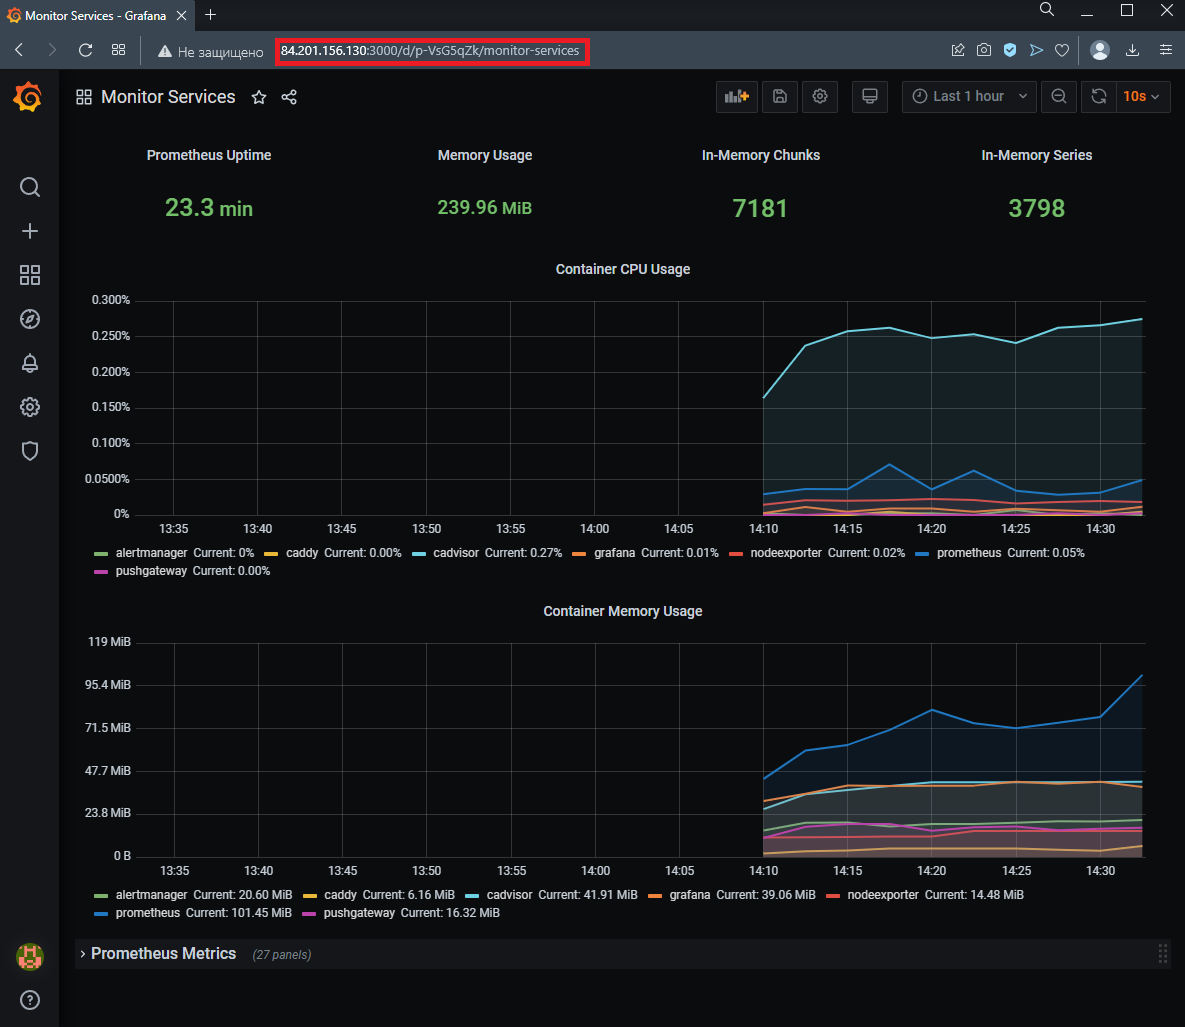 Monitor Services - Grafana
Не защищено 84.201.156.130:3000/d/p-VsG5qZk/monitor-services
Monitor Services Last 1 hour 10s
Prometheus Uptime Memory Usage In-Memory Chunks In-Memory Series
23.3 min 239.96 MiB 7181 3798
Container CPU Usage
0.300%
0.250%
0.200%
0.150%
0.100%
0.0500%
0%
13:35 13:40 13:45 13:50 13:55 14:00 14:05 14:10 14:15 14:20 14:25 14:30
alertmanager Current: 0% caddy Current: 0.00% cadvisor Current: 0.27% grafana Current: 0.01% nodeexporter Current: 0.02% prometheus Current: 0.05%
pushgateway Current: 0.00%
Container Memory Usage
119 MiB
95.4 MiB
71.5 MiB
47.7 MiB
23.8 MiB
0 B
13:35 13:40 13:45 13:50 13:55 14:00 14:05 14:10 14:15 14:20 14:25 14:30
alertmanager Current: 20.60 MiB caddy Current: 6.16 MiB cadvisor Current: 41.91 MiB grafana Current: 39.06 MiB nodeexporter Current: 14.48 MiB
prometheus Current: 101.45 MiB pushgateway Current: 16.32 MiB
Prometheus Metrics (27 panels)